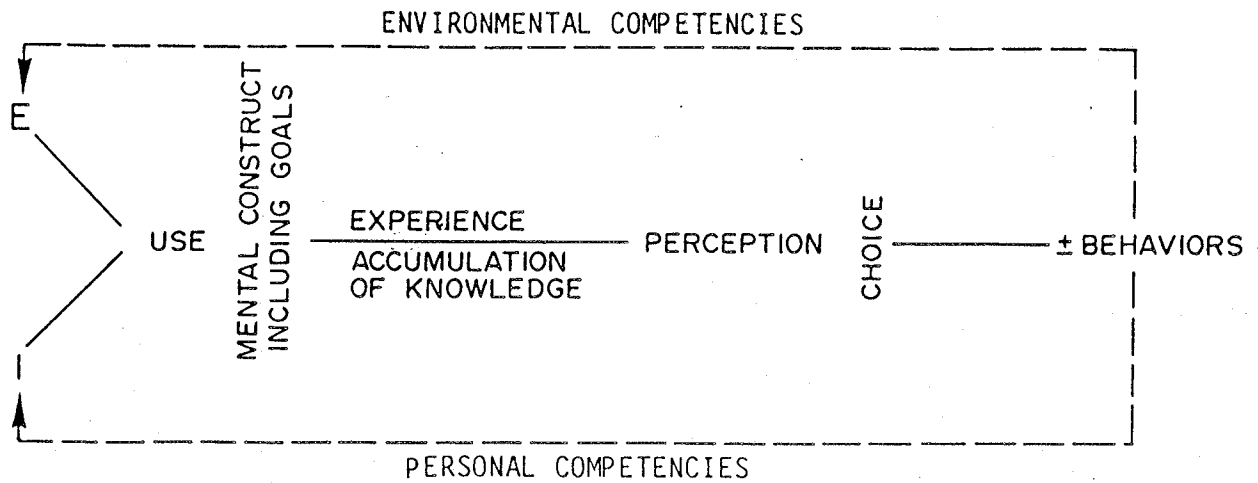 ENVIRONMENTAL COMPETENCIES
E
USE
MENTAL CONSTRUCT
INCLUDING GOALS
EXPERIENCE
ACCUMULATION
OF KNOWLEDGE
PERCEPTION
CHOICE
± BEHAVIORS
I
PERSONAL COMPETENCIES